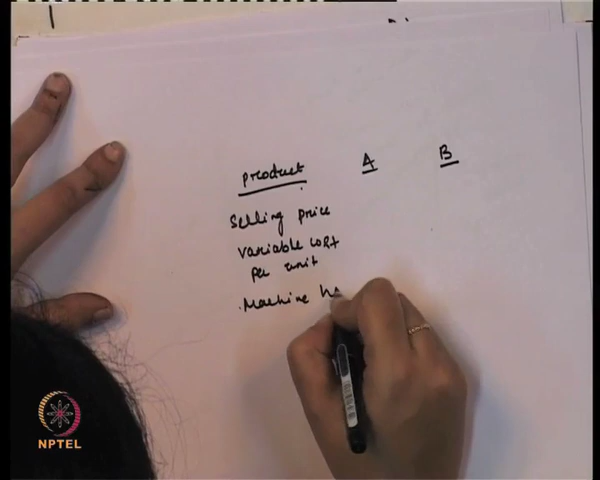 product A B
Selling price
variable cost
per unit
Machine
NPTEL